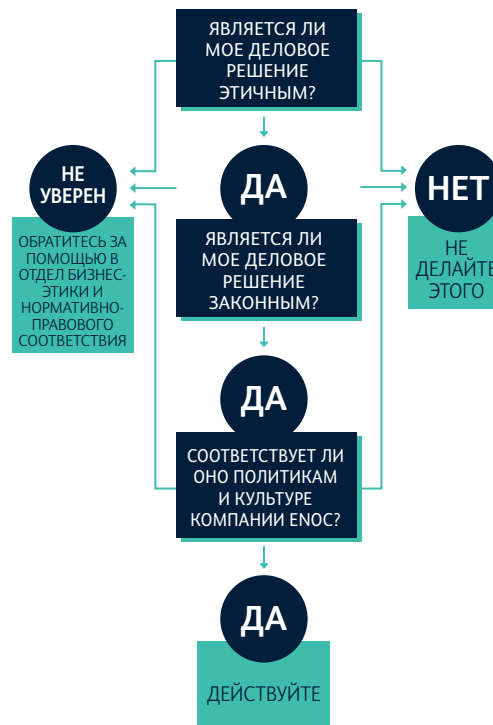 ЯВЛЯЕТСЯ ЛИ
МОЕ ДЕЛОВОЕ
РЕШЕНИЕ
ЭТИЧНЫМ?
НЕ
УВЕРЕН
ОБРАТИТЕСЬ ЗА
ПОМОЩЬЮ В
ОТДЕЛ БИЗНЕС-
ЭТИКИ И
НОРМАТИВНО-
ПРАВОВОГО
СООТВЕТСТВИЯ
ДА
НЕТ
НЕ
ДЕЛАЙТЕ
ЭТОГО
ЯВЛЯЕТСЯ ЛИ
МОЕ ДЕЛОВОЕ
РЕШЕНИЕ
ЗАКОННЫМ?
ДА
СООТВЕТСТВУЕТ ЛИ
ОНО ПОЛИТИКАМ
И КУЛЬТУРЕ
КОМПАНИИ ENOC?
ДА
ДЕЙСТВУЙТЕ